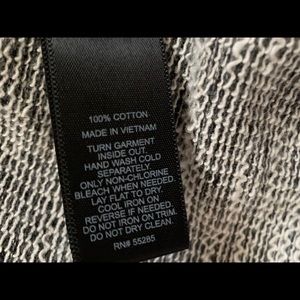 100% COTTON
MADE IN VIETNAM
TURN GARMENT
INSIDE OUT.
HAND WASH COLD
SEPARATELY.
ONLY NON-CHLORINE
BLEACH WHEN NEEDED.
LAY FLAT TO DRY.
COOL IRON ON
REVERSE IF NEEDED.
DO NOT IRON ON TRIM.
DO NOT DRY CLEAN.
RN# 55285